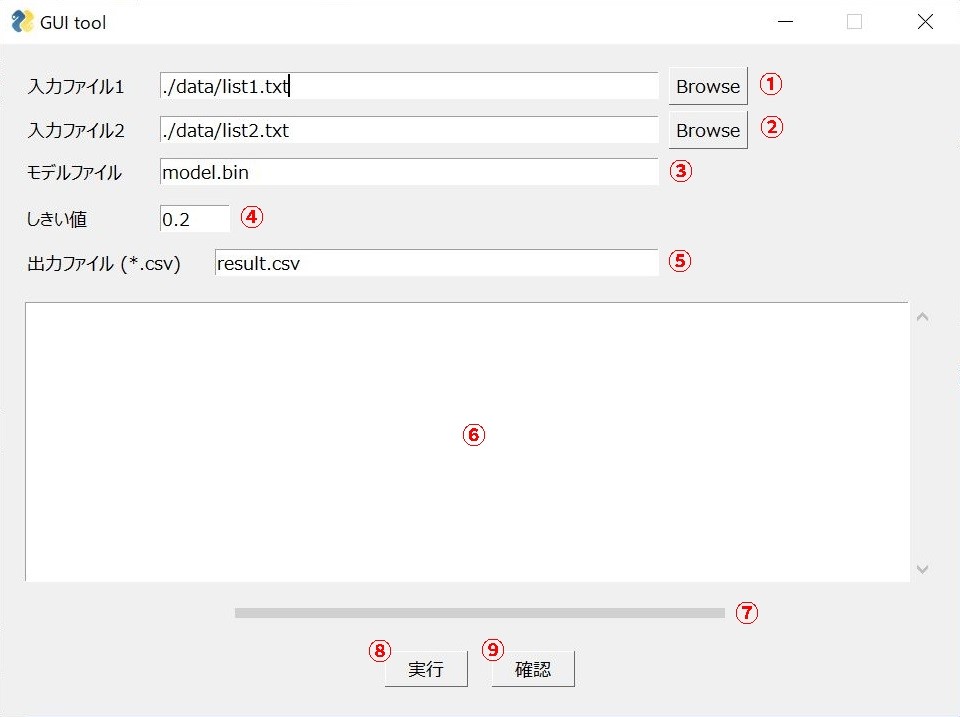 GUI tool
入力ファイル1 ./data/list1.txt Browse ①
入力ファイル2 ./data/list2.txt Browse ②
モデルファイル model.bin ③
しきい値 0.2 ④
出力ファイル (*.csv) result.csv ⑤
⑥
⑦
⑧ 実行 ⑨ 確認